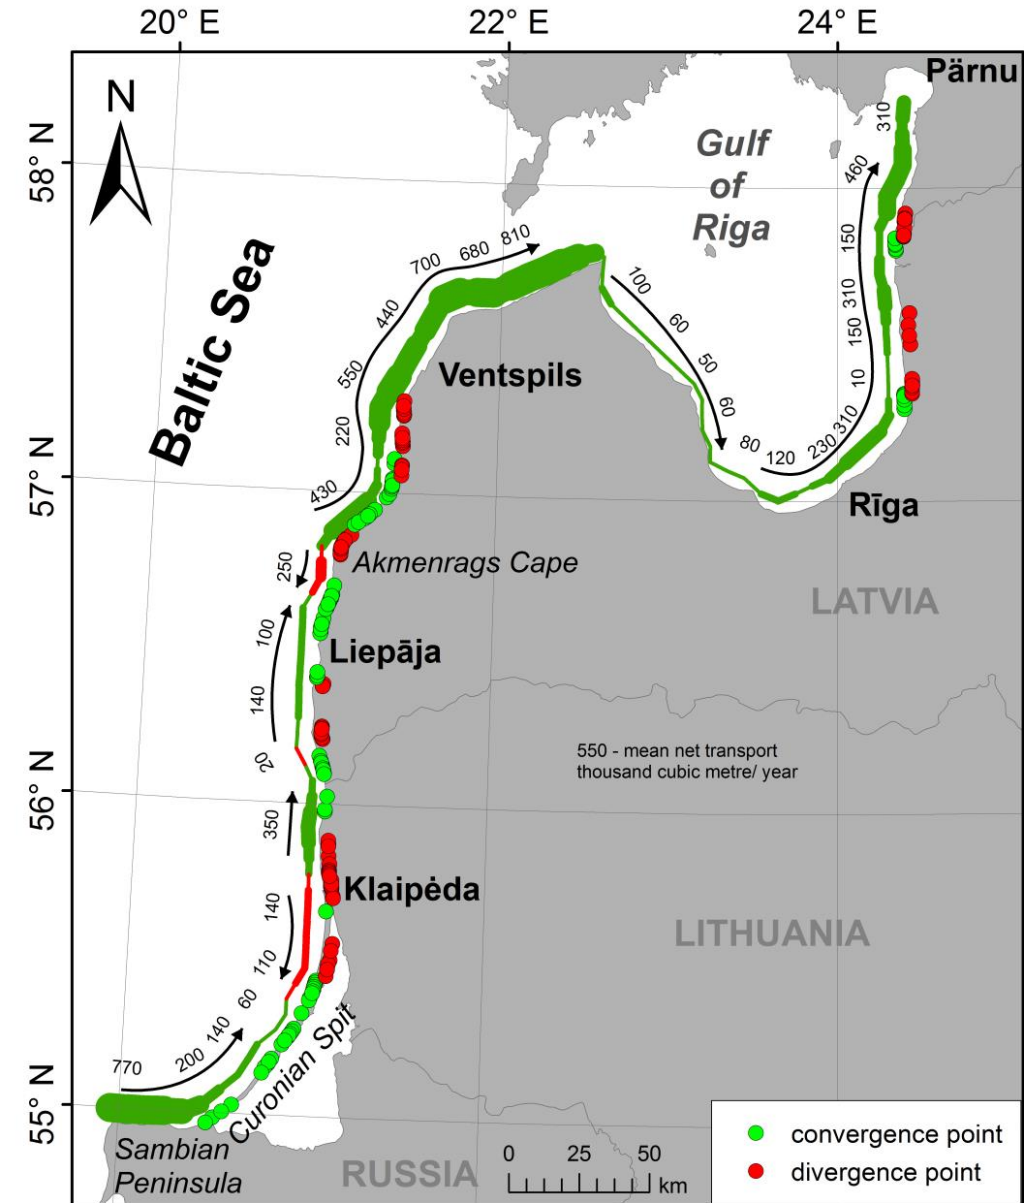 20° E
22° E
24° E
Pärnu
N
310
58° N
Gulf
of
Riga
460
150
810
680
700
100
310
440
60
150
Baltic Sea
50
550
10
Ventspils
60
220
310
80
230
120
57° N
430
Rīga
Akmenrags Cape
250
LATVIA
100
Liepāja
140
20
550 - mean net transport
thousand cubic metre/ year
56° N
350
Klaipėda
140
LITHUANIA
110
60
140
Curonian Spit
200
770
55° N
Sambian
Peninsula
RUSSIA
0 25 50
km
convergence point
divergence point